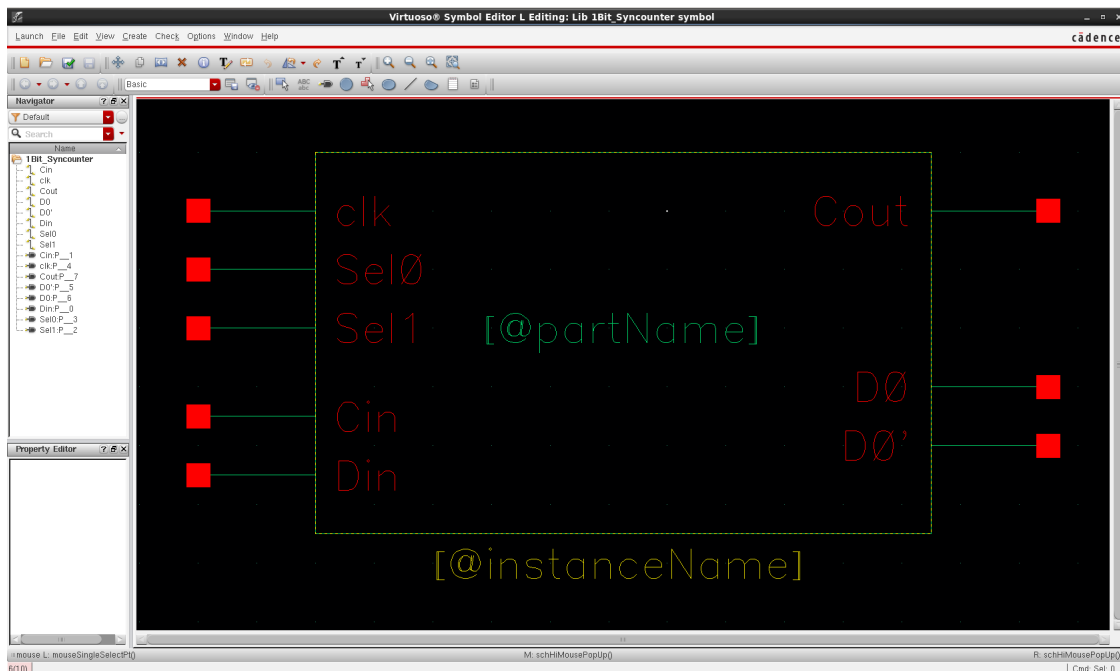 Virtuoso® Symbol Editor L Editing: Lib 1Bit_Syncounter symbol
Launch File Edit View Create Check Options Window Help
cādence
Basic
Navigator
Default
Search
Name
1Bit_Syncounter
Cin
clk
Cout
D0
D0'
Din
Sel0
Sel1
Cin:P__1
clk:P__4
Cout:P__7
D0':P__5
D0:P__6
Din:P__0
Sel0:P__3
Sel1:P__2
Property Editor
clk
Sel0
Sel1
Cin
Din
[@partName]
Cout
D0
D0'
[@instanceName]
mouse L: mouseSingleSelectPt()
M: schHiMousePopUp()
R: schHiMousePopUp()
6(10)
Cmd: Sel: 0